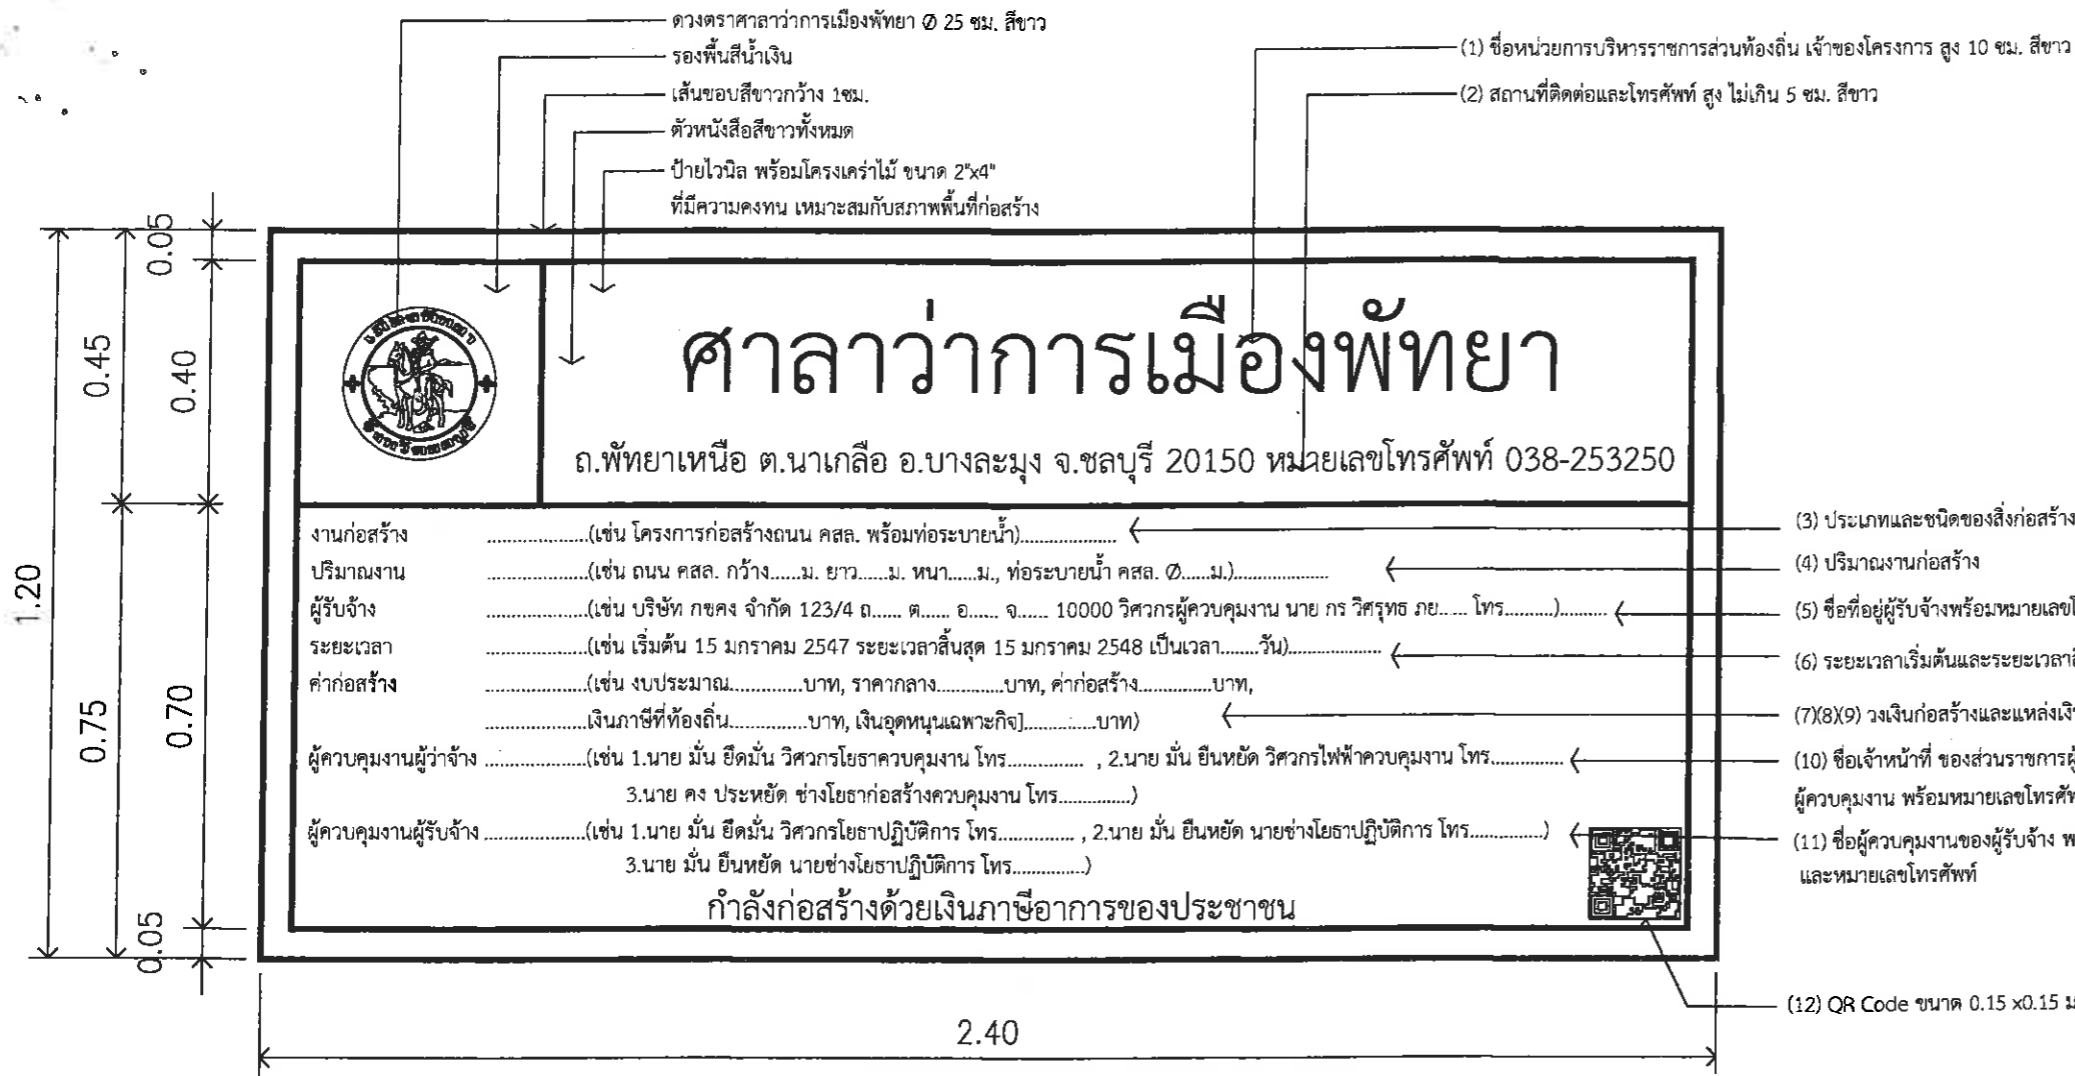 ดวงตราศาลาว่าการเมืองพัทยา Ø 25 ซม. สีขาว
รองพื้นสีน้ำเงิน
เส้นขอบสีขาวกว้าง 1ซม.
ตัวหนังสือสีขาวทั้งหมด
ป้ายไวนิล พร้อมโครงเคร่าไม้ ขนาด 2"x4"
ที่มีความคงทน เหมาะสมกับสภาพพื้นที่ก่อสร้าง
(1) ชื่อหน่วยการบริหารราชการส่วนท้องถิ่น เจ้าของโครงการ สูง 10 ซม. สีขาว
(2) สถานที่ติดต่อและโทรศัพท์ สูง ไม่เกิน 5 ซม. สีขาว
0.05
0.45
0.40
1.20
0.75
0.70
0.05
ศาลาว่าการเมืองพัทยา
ถ.พัทยาเหนือ ต.นาเกลือ อ.บางละมุง จ.ชลบุรี 20150 หมายเลขโทรศัพท์ 038-253250
งานก่อสร้าง ...................(เช่น โครงการก่อสร้างถนน คสล. พร้อมท่อระบายน้ำ)...................
ปริมาณงาน ...................(เช่น ถนน คสล. กว้าง......ม. ยาว......ม. หนา.....ม., ท่อระบายน้ำ คสล. Ø......ม.)...................
ผู้รับจ้าง ...................(เช่น บริษัท กขคง จำกัด 123/4 ถ...... ต...... อ..... จ...... 10000 วิศวกรผู้ควบคุมงาน นาย กร วิศรุทธ ภย...... โทร.........).........
ระยะเวลา ...................(เช่น เริ่มต้น 15 มกราคม 2547 ระยะเวลาสิ้นสุด 15 มกราคม 2548 เป็นเวลา........วัน)..................
ค่าก่อสร้าง ...................(เช่น งบประมาณ..............บาท, ราคากลาง.............บาท, ค่าก่อสร้าง..............บาท,
...................เงินภาษีที่ท้องถิ่น..............บาท, เงินอุดหนุนเฉพาะกิจ]..............บาท)
ผู้ควบคุมงานผู้ว่าจ้าง ...................(เช่น 1.นาย มั่น ยึดมั่น วิศวกรโยธาควบคุมงาน โทร............... , 2.นาย มั่น ยืนหยัด วิศวกรไฟฟ้าควบคุมงาน โทร..............
3.นาย คง ประหยัด ช่างโยธาก่อสร้างควบคุมงาน โทร..............)
ผู้ควบคุมงานผู้รับจ้าง ...................(เช่น 1.นาย มั่น ยึดมั่น วิศวกรโยธาปฏิบัติการ โทร............... , 2.นาย มั่น ยืนหยัด นายช่างโยธาปฏิบัติการ โทร..............)
3.นาย มั่น ยืนหยัด นายช่างโยธาปฏิบัติการ โทร..............)
กำลังก่อสร้างด้วยเงินภาษีอาการของประชาชน
(3) ประเภทและชนิดของสิ่งก่อสร้าง
(4) ปริมาณงานก่อสร้าง
(5) ชื่อที่อยู่ผู้รับจ้างพร้อมหมายเลข
(6) ระยะเวลาเริ่มต้นและระยะเวลา
(7)(8)(9) วงเงินก่อสร้างและแหล่ง
(10) ชื่อเจ้าหน้าที่ ของส่วนราชการ
ผู้ควบคุมงาน พร้อมหมายเลข
(11) ชื่อผู้ควบคุมงานของผู้รับจ้าง
และหมายเลขโทรศัพท์
(12) QR Code ขนาด 0.15 x0.15
2.40